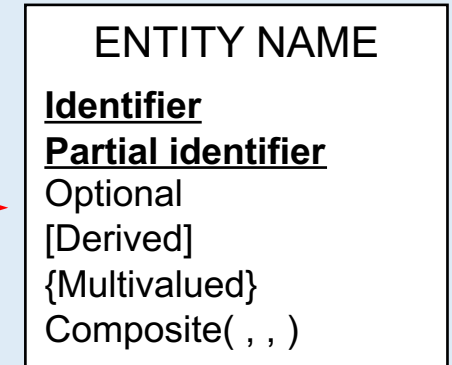 ENTITY NAME
Identifier
Partial identifier
Optional
[Derived]
{Multivalued}
Composite( , , )